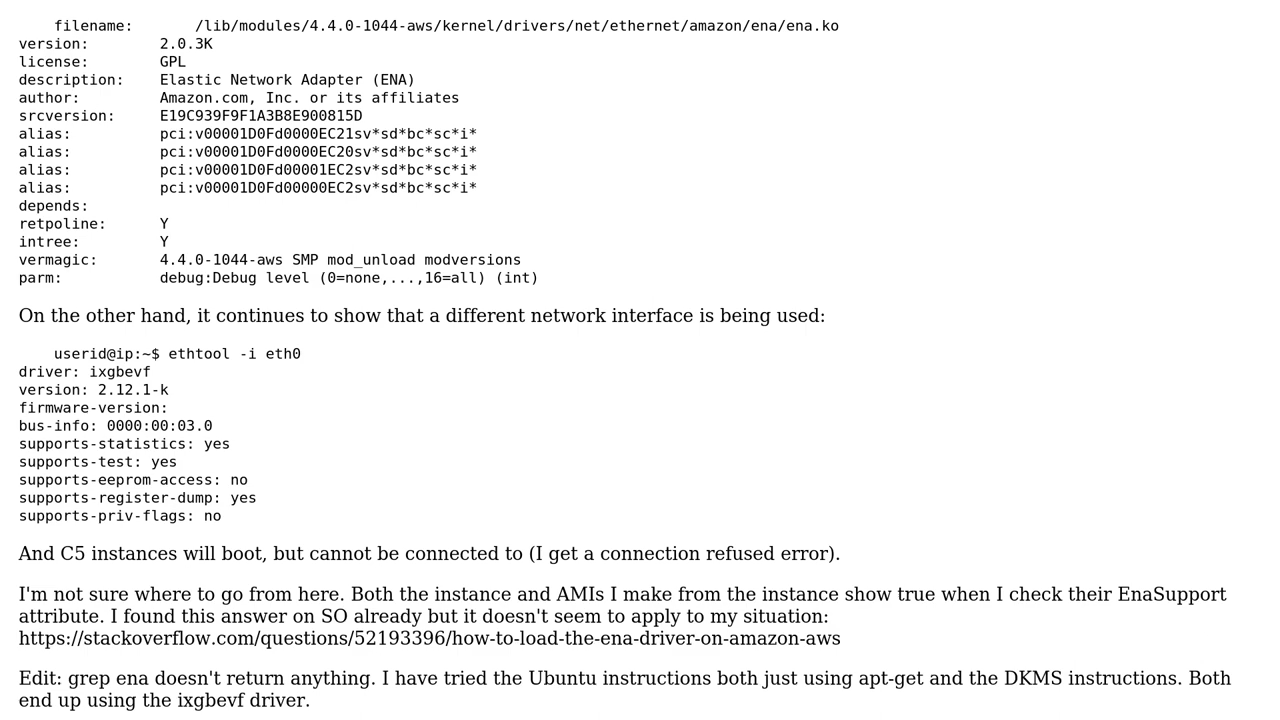 filename:       /lib/modules/4.4.0-1044-aws/kernel/drivers/net/ethernet/amazon/ena/ena.ko
version:        2.0.3K
license:        GPL
description:    Elastic Network Adapter (ENA)
author:         Amazon.com, Inc. or its affiliates
srcversion:     E19C939F9F1A3B8E900815D
alias:          pci:v00001D0Fd0000EC21sv*sd*bc*sc*i*
alias:          pci:v00001D0Fd0000EC20sv*sd*bc*sc*i*
alias:          pci:v00001D0Fd00001EC2sv*sd*bc*sc*i*
alias:          pci:v00001D0Fd00000EC2sv*sd*bc*sc*i*
depends:
retpoline:      Y
intree:         Y
vermagic:       4.4.0-1044-aws SMP mod_unload modversions
parm:           debug:Debug level (0=none,...,16=all) (int)
On the other hand, it continues to show that a different network interface is being used:
userid@ip:~$ ethtool -i eth0
driver: ixgbevf
version: 2.12.1-k
firmware-version:
bus-info: 0000:00:03.0
supports-statistics: yes
supports-test: yes
supports-eeprom-access: no
supports-register-dump: yes
supports-priv-flags: no
And C5 instances will boot, but cannot be connected to (I get a connection refused error).
I'm not sure where to go from here. Both the instance and AMIs I make from the instance show true when I check their EnaSupport
attribute. I found this answer on SO already but it doesn't seem to apply to my situation:
https://stackoverflow.com/questions/52193396/how-to-load-the-ena-driver-on-amazon-aws
Edit: grep ena doesn't return anything. I have tried the Ubuntu instructions both just using apt-get and the DKMS instructions. Both
end up using the ixgbevf driver.